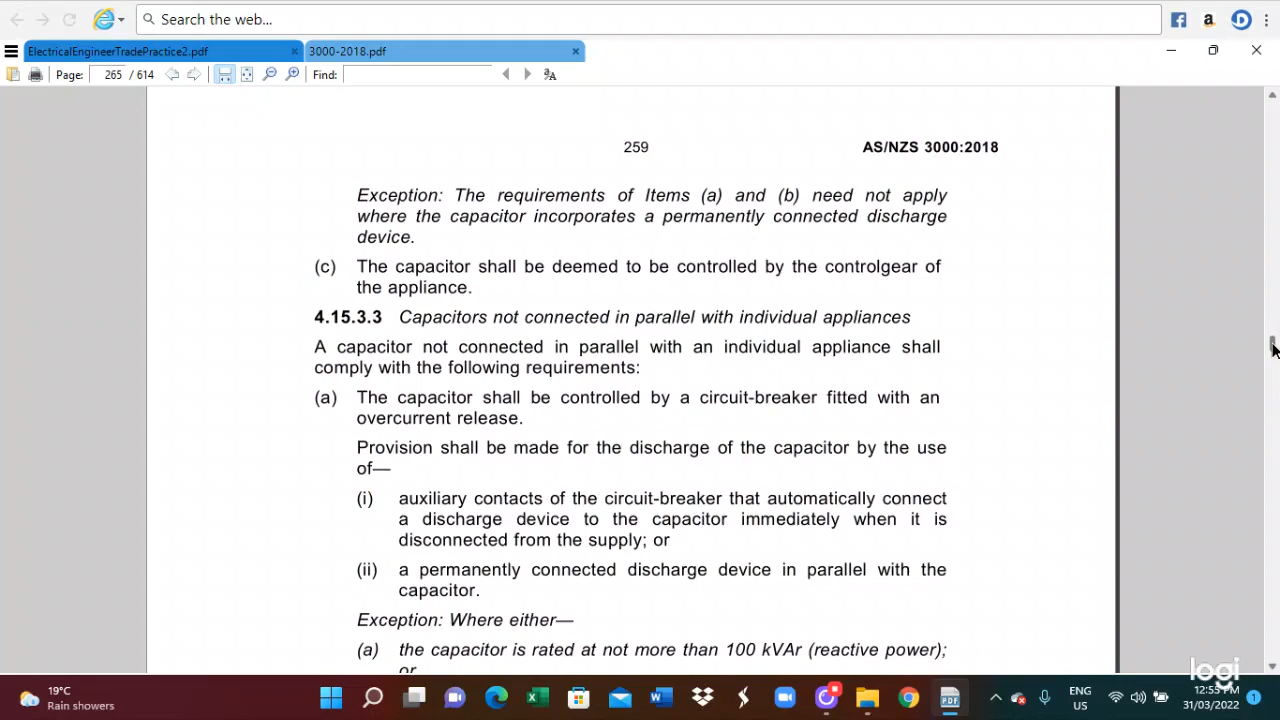 Search the web...
ElectricalEngineerTradePractice2.pdf
3000-2018.pdf
Page: 265 / 614 Find:
259 AS/NZS 3000:2018
Exception: The requirements of Items (a) and (b) need not apply
where the capacitor incorporates a permanently connected discharge
device.
(c) The capacitor shall be deemed to be controlled by the controlgear of
the appliance.
4.15.3.3 Capacitors not connected in parallel with individual appliances
A capacitor not connected in parallel with an individual appliance shall
comply with the following requirements:
(a) The capacitor shall be controlled by a circuit-breaker fitted with an
overcurrent release.
Provision shall be made for the discharge of the capacitor by the use
of—
(i) auxiliary contacts of the circuit-breaker that automatically connect
a discharge device to the capacitor immediately when it is
disconnected from the supply; or
(ii) a permanently connected discharge device in parallel with the
capacitor.
Exception: Where either—
(a) the capacitor is rated at not more than 100 kVAr (reactive power);
or
logi
19°C
Rain showers
ENG
US
12:55 PM
31/03/2022